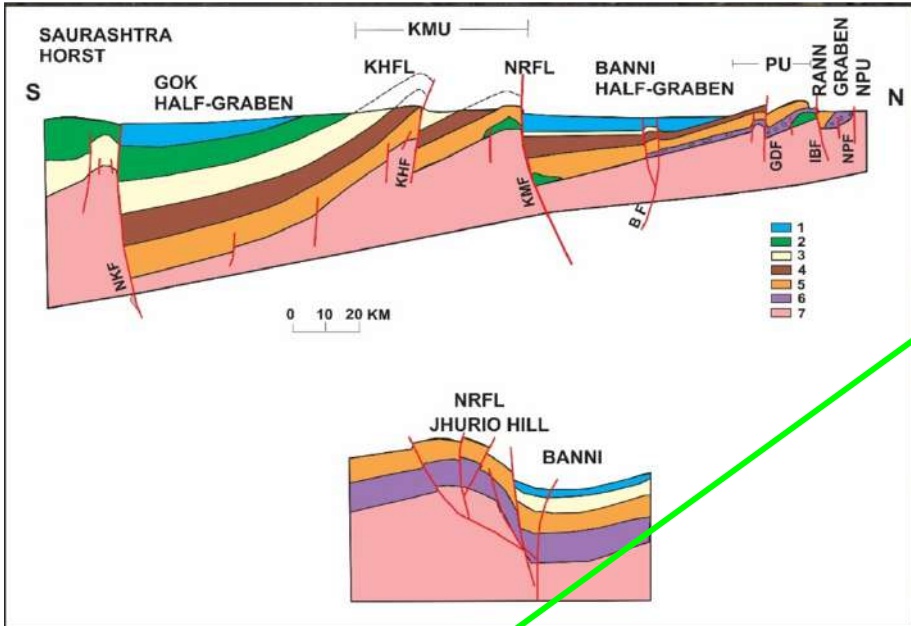 SAURASHTRA
HORST
S
GOK
HALF-GRABEN
KMU
KHFL
NRFL
BANNI
HALF-GRABEN
PU
RANN
GRABEN
NPU
N
NKF
KHF
KMF
B F
GDF
IBF
NPF
1
2
3
4
5
6
7
0 10 20 KM
NRFL
JHURIO HILL
BANNI